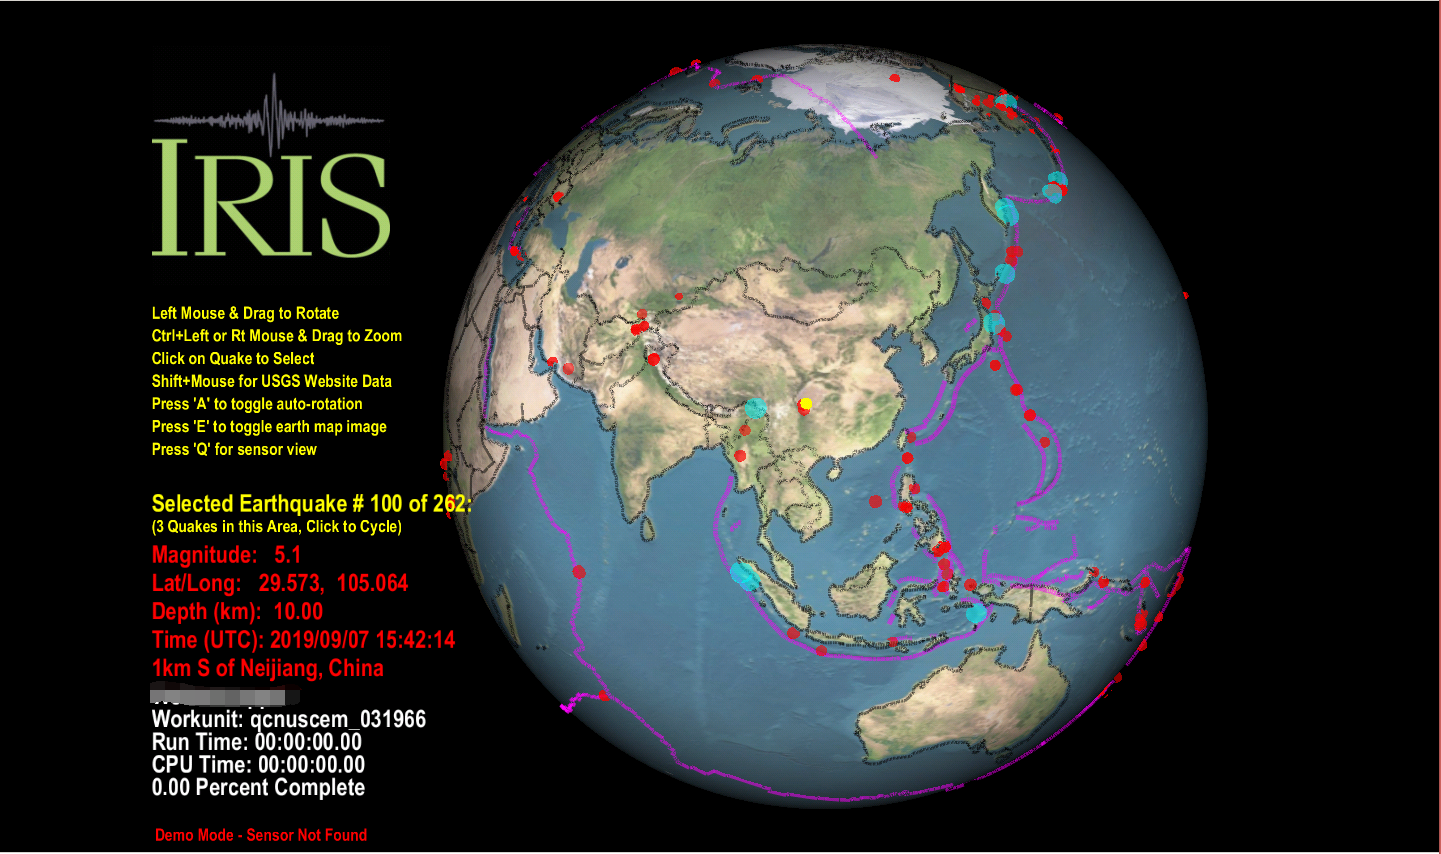 IRIS
Left Mouse & Drag to Rotate
Ctrl+Left or Rt Mouse & Drag to Zoom
Click on Quake to Select
Shift+Mouse for USGS Website Data
Press 'A' to toggle auto-rotation
Press 'E' to toggle earth map image
Press 'Q' for sensor view
Selected Earthquake # 100 of 262:
(3 Quakes in this Area, Click to Cycle)
Magnitude: 5.1
Lat/Long: 29.573, 105.064
Depth (km): 10.00
Time (UTC): 2019/09/07 15:42:14
1km S of Neijiang, China
Workunit: qcnuscem_031966
Run Time: 00:00:00.00
CPU Time: 00:00:00.00
0.00 Percent Complete
Demo Mode - Sensor Not Found